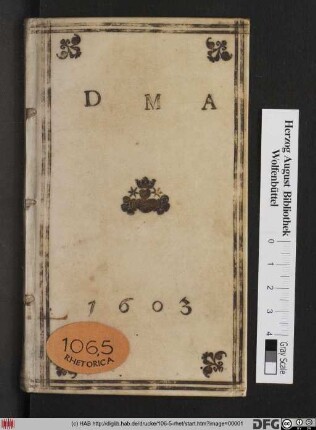 D M A
1603
106,5
RHETORICA
Herzog August Bibliothek
Wolfenbüttel
0 1 2 3 4
Gray Scale
(c) HAB http://diglib.hab.de/drucke/106-5-rhet/start.htm?image=00001
DFG